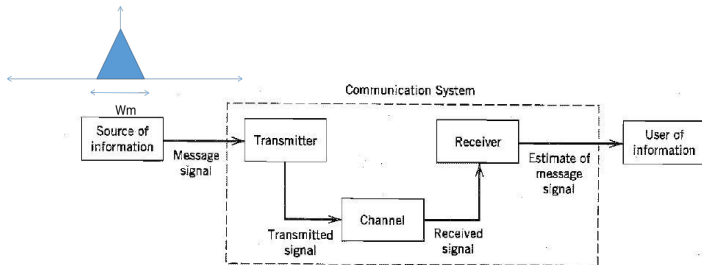 Communication System
Wm
Source of
information
Message
signal
Transmitter
Transmitted
signal
Channel
Received
signal
Receiver
Estimate of
message
signal
User of
information